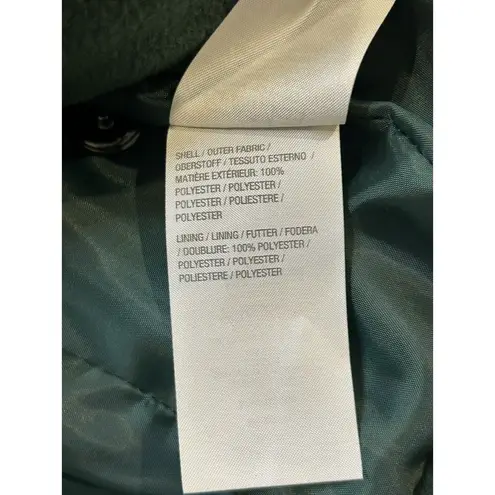 SHELL / OUTER FABRIC /
OBERSTOFF / TESSUTO ESTERNO /
MATIÈRE EXTÉRIEUR: 100%
POLYESTER / POLYESTER /
POLYESTER / POLIESTERE /
POLYESTER
LINING / LINING / FUTTER / FODERA
/ DOUBLURE: 100% POLYESTER /
POLYESTER / POLYESTER /
POLIESTERE / POLYESTER